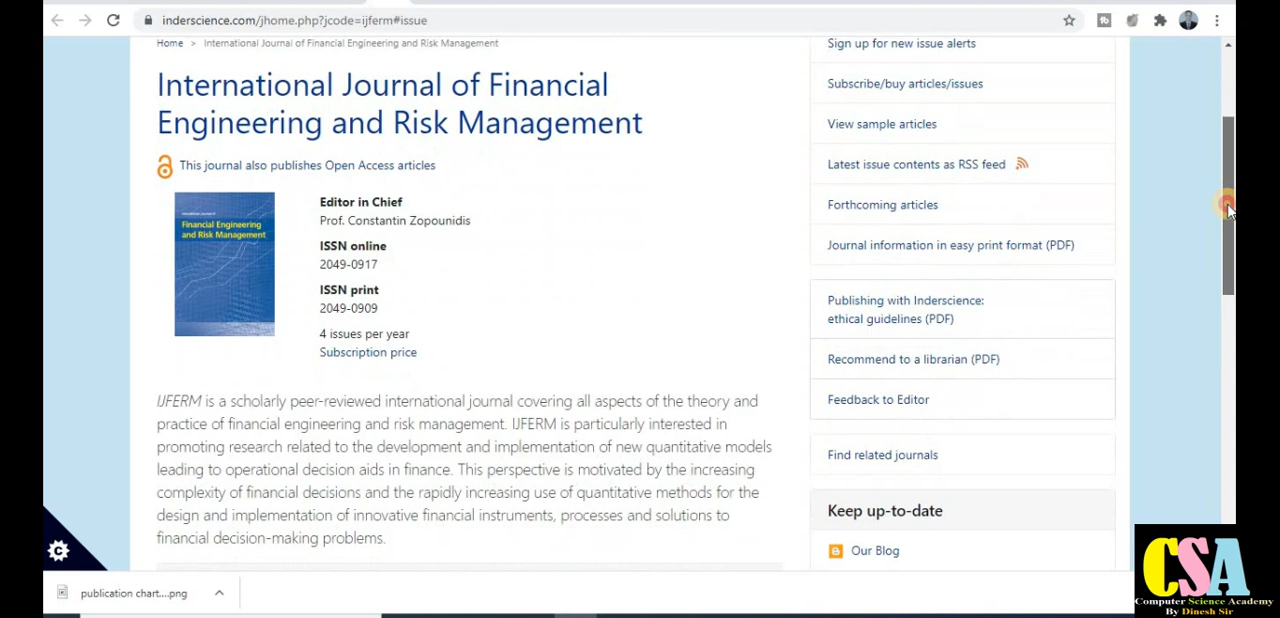 inderscience.com/jhome.php?jcode=ijferm#issue
Home > International Journal of Financial Engineering and Risk Management
International Journal of Financial
Engineering and Risk Management
This journal also publishes Open Access articles
Financial Engineering
and Risk Management
Editor in Chief
Prof. Constantin Zopounidis
ISSN online
2049-0917
ISSN print
2049-0909
4 issues per year
Subscription price
IJFERM is a scholarly peer-reviewed international journal covering all aspects of the theory and
practice of financial engineering and risk management. IJFERM is particularly interested in
promoting research related to the development and implementation of new quantitative models
leading to operational decision aids in finance. This perspective is motivated by the increasing
complexity of financial decisions and the rapidly increasing use of quantitative methods for the
design and implementation of innovative financial instruments, processes and solutions to
financial decision-making problems.
Sign up for new issue alerts
Subscribe/buy articles/issues
View sample articles
Latest issue contents as RSS feed
Forthcoming articles
Journal information in easy print format (PDF)
Publishing with Inderscience:
ethical guidelines (PDF)
Recommend to a librarian (PDF)
Feedback to Editor
Find related journals
Keep up-to-date
Our Blog
publication chart....png
CSA
Computer Science Academy
By Dinesh Sir